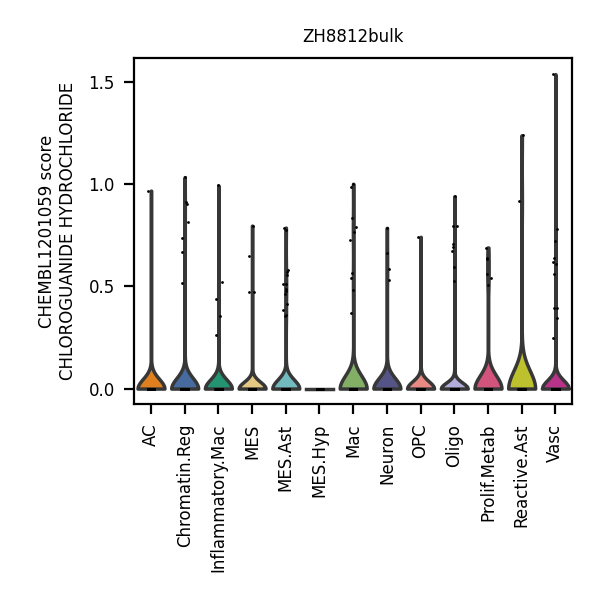 ZH8812bulk
CHEMBL1201059 score
CHLOROGUANIDE HYDROCHLORIDE
1.5
1.0
0.5
0.0
AC
Chromatin.Reg
Inflammatory.Mac
MES
MES.Ast
MES.Hyp
Mac
Neuron
OPC
Oligo
Prolif.Metab
Reactive.Ast
Vasc